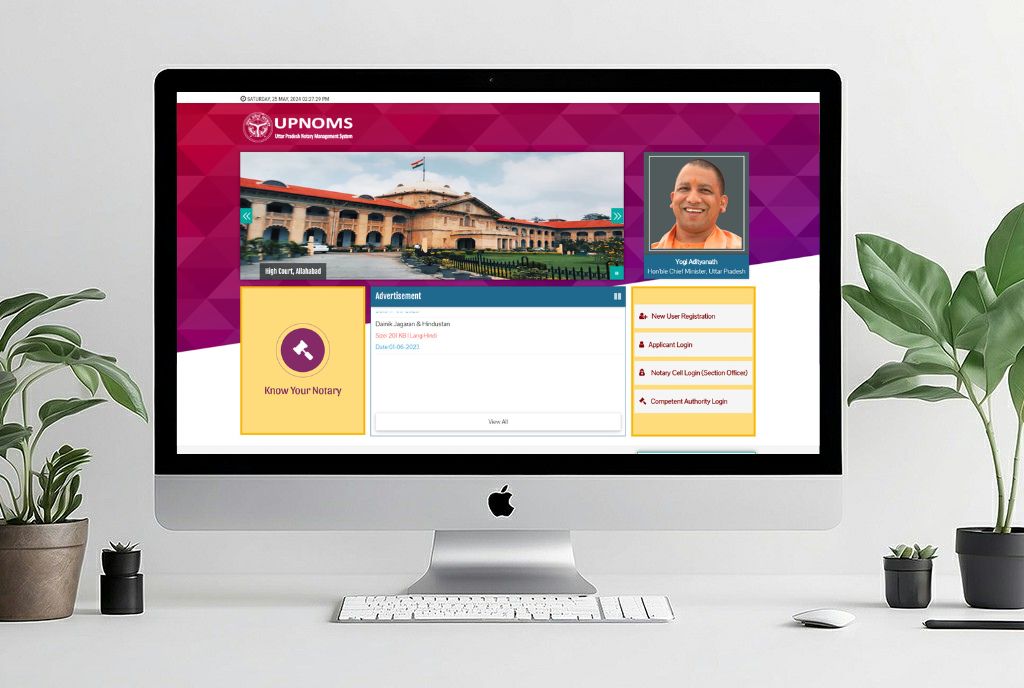 SATURDAY, 25 MAY, 2024 02:27:29 PM
UPNOMS
Uttar Pradesh Notary Management System
High Court, Allahabad
Yogi Adityanath
Hon'ble Chief Minister, Uttar Pradesh
Know Your Notary
Advertisement
Dainik Jagaran & Hindustan
Size:201 KB | Lang:Hindi
Date:01-06-2023
View All
New User Registration
Applicant Login
Notary Cell Login (Section Officer)
Competent Authority Login